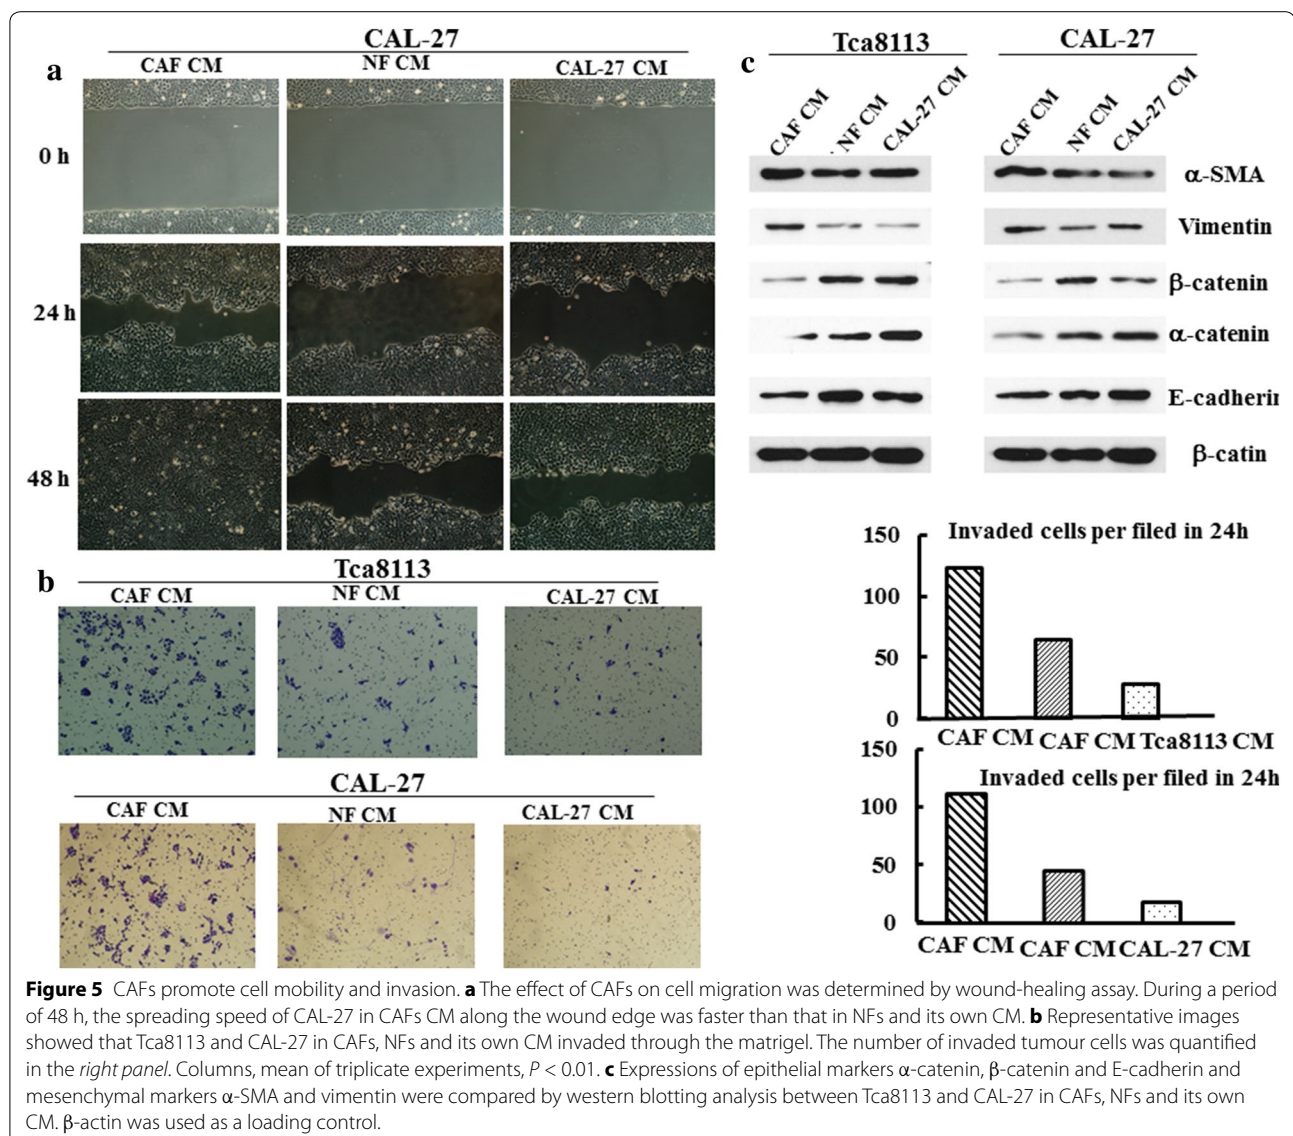 CAL-27
a
CAF CM
NF CM
CAL-27 CM
0 h
24 h
48 h
b
Tca8113
CAF CM
NF CM
CAL-27 CM
CAL-27
CAF CM
NF CM
CAL-27 CM
c
Tca8113
CAL-27
CAF CM
NF CM
CAL-27 CM
CAF CM
NF CM
CAL-27 CM
α-SMA
Vimentin
β-catenin
α-catenin
E-cadherin
β-catin
Invaded cells per filed in 24h
150
100
50
0
CAF CM CAF CM Tca8113 CM
Invaded cells per filed in 24h
150
100
50
0
CAF CM CAF CM CAL-27 CM
Figure 5 CAFs promote cell mobility and invasion. a The effect of CAFs on cell migration was determined by wound-healing assay. During a period
of 48 h, the spreading speed of CAL-27 in CAFs CM along the wound edge was faster than that in NFs and its own CM. b Representative images
showed that Tca8113 and CAL-27 in CAFs, NFs and its own CM invaded through the matrigel. The number of invaded tumour cells was quantified
in the right panel. Columns, mean of triplicate experiments, P < 0.01. c Expressions of epithelial markers α-catenin, β-catenin and E-cadherin and
mesenchymal markers α-SMA and vimentin were compared by western blotting analysis between Tca8113 and CAL-27 in CAFs, NFs and its own
CM. β-actin was used as a loading control.